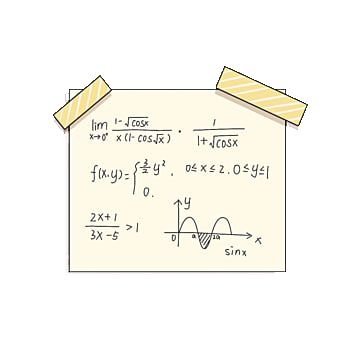 lim x→0⁺ (1-√cosx)/(x(1-cos√x)) · 1/(1+√cosx)
f(x,y)={ 3/2 y², 0≤x≤2, 0≤y≤1
0.
(2x+1)/(3x-5) >1
y
0 a 2a x
sinx